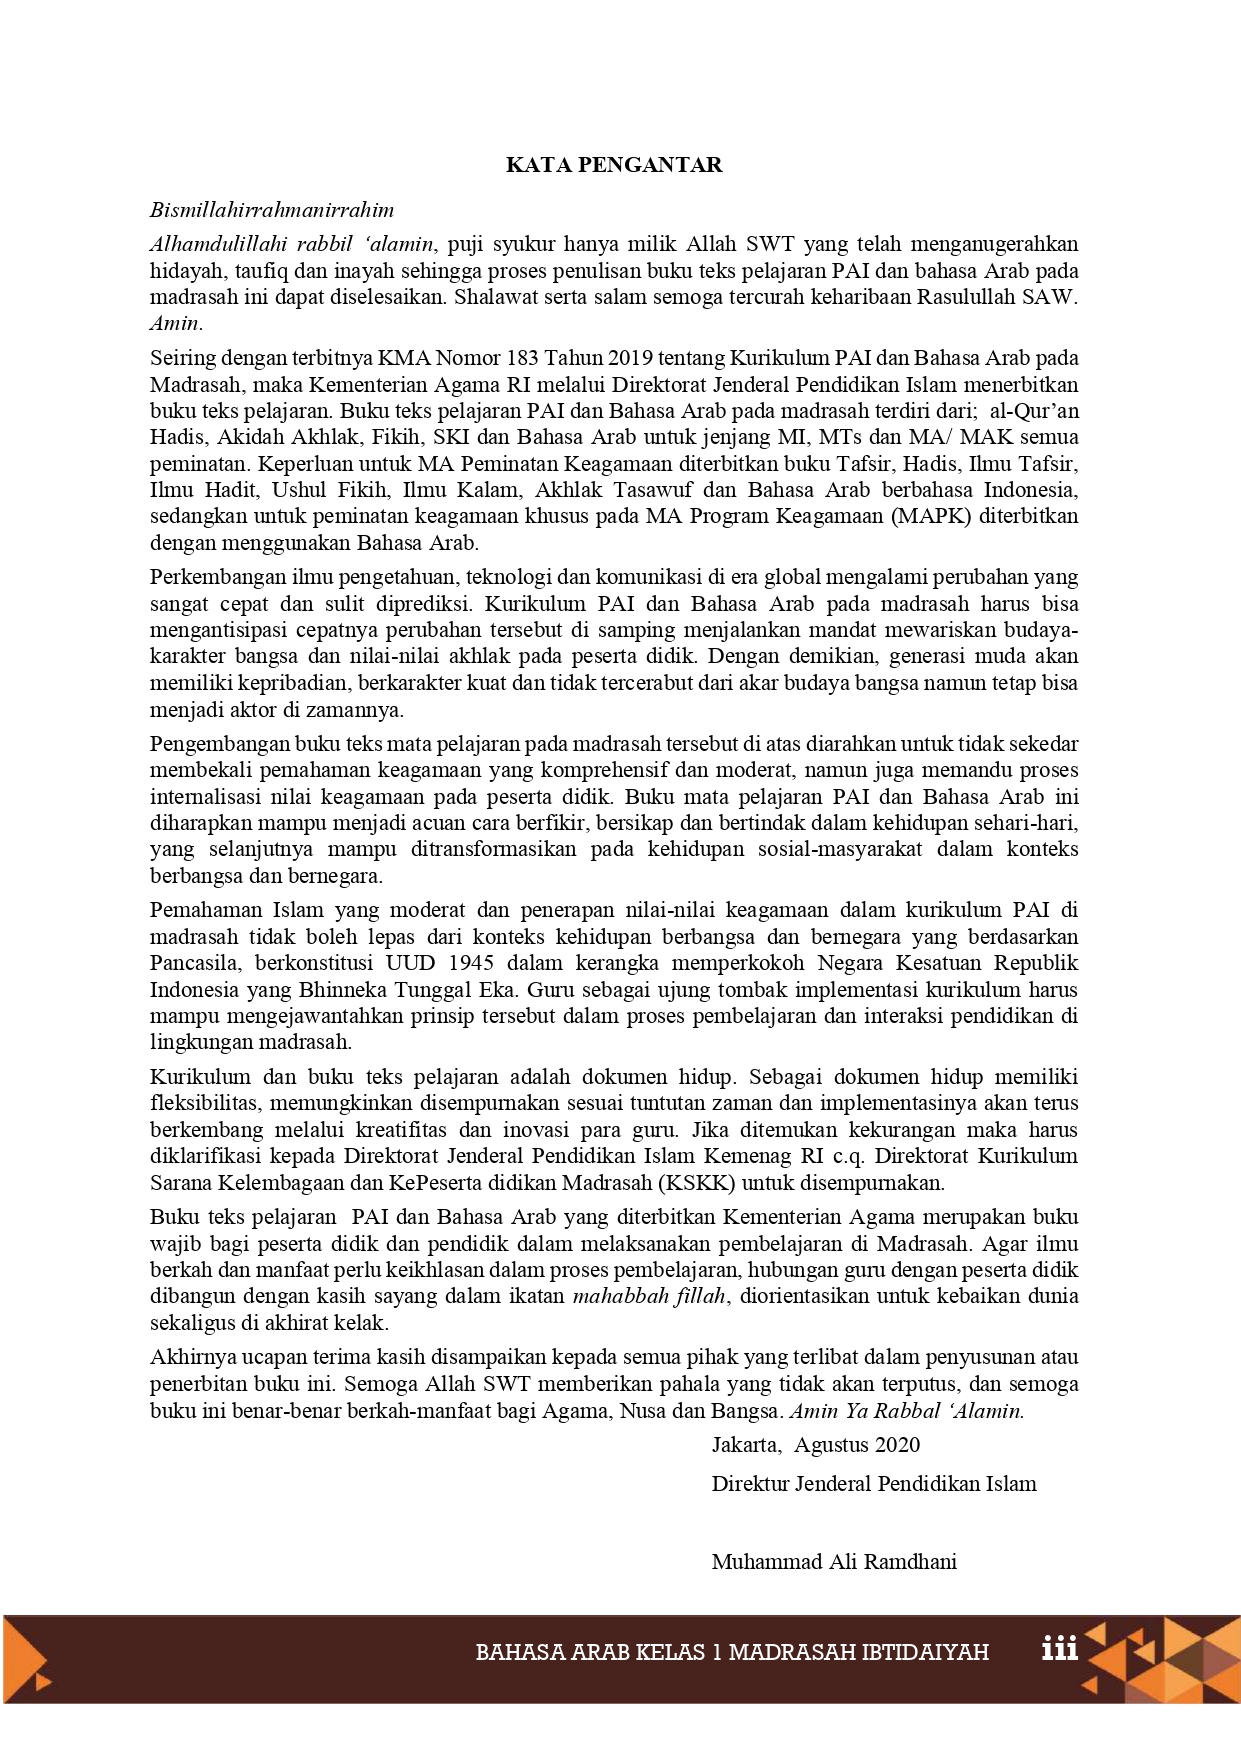 KATA PENGANTAR
Bismillahirrahmanirrahim
Alhamdulillahi rabbil ‘alamin, puji syukur hanya milik Allah SWT yang telah menganugerahkan
hidayah, taufiq dan inayah sehingga proses penulisan buku teks pelajaran PAI dan bahasa Arab pada
madrasah ini dapat diselesaikan. Shalawat serta salam semoga tercurah keharibaan Rasulullah SAW.
Amin.
Seiring dengan terbitnya KMA Nomor 183 Tahun 2019 tentang Kurikulum PAI dan Bahasa Arab pada
Madrasah, maka Kementerian Agama RI melalui Direktorat Jenderal Pendidikan Islam menerbitkan
buku teks pelajaran. Buku teks pelajaran PAI dan Bahasa Arab pada madrasah terdiri dari;  al-Qur’an
Hadis, Akidah Akhlak, Fikih, SKI dan Bahasa Arab untuk jenjang MI, MTs dan MA/ MAK semua
peminatan. Keperluan untuk MA Peminatan Keagamaan diterbitkan buku Tafsir, Hadis, Ilmu Tafsir,
Ilmu Hadit, Ushul Fikih, Ilmu Kalam, Akhlak Tasawuf dan Bahasa Arab berbahasa Indonesia,
sedangkan untuk peminatan keagamaan khusus pada MA Program Keagamaan (MAPK) diterbitkan
dengan menggunakan Bahasa Arab.
Perkembangan ilmu pengetahuan, teknologi dan komunikasi di era global mengalami perubahan yang
sangat cepat dan sulit diprediksi. Kurikulum PAI dan Bahasa Arab pada madrasah harus bisa
mengantisipasi cepatnya perubahan tersebut di samping menjalankan mandat mewariskan budaya-
karakter bangsa dan nilai-nilai akhlak pada peserta didik. Dengan demikian, generasi muda akan
memiliki kepribadian, berkarakter kuat dan tidak tercerabut dari akar budaya bangsa namun tetap bisa
menjadi aktor di zamannya.
Pengembangan buku teks mata pelajaran pada madrasah tersebut di atas diarahkan untuk tidak sekedar
membekali pemahaman keagamaan yang komprehensif dan moderat, namun juga memandu proses
internalisasi nilai keagamaan pada peserta didik. Buku mata pelajaran PAI dan Bahasa Arab ini
diharapkan mampu menjadi acuan cara berfikir, bersikap dan bertindak dalam kehidupan sehari-hari,
yang selanjutnya mampu ditransformasikan pada kehidupan sosial-masyarakat dalam konteks
berbangsa dan bernegara.
Pemahaman Islam yang moderat dan penerapan nilai-nilai keagamaan dalam kurikulum PAI di
madrasah tidak boleh lepas dari konteks kehidupan berbangsa dan bernegara yang berdasarkan
Pancasila, berkonstitusi UUD 1945 dalam kerangka memperkokoh Negara Kesatuan Republik
Indonesia yang Bhinneka Tunggal Eka. Guru sebagai ujung tombak implementasi kurikulum harus
mampu mengejawantahkan prinsip tersebut dalam proses pembelajaran dan interaksi pendidikan di
lingkungan madrasah.
Kurikulum dan buku teks pelajaran adalah dokumen hidup. Sebagai dokumen hidup memiliki
fleksibilitas, memungkinkan disempurnakan sesuai tuntutan zaman dan implementasinya akan terus
berkembang melalui kreatifitas dan inovasi para guru. Jika ditemukan kekurangan maka harus
diklarifikasi kepada Direktorat Jenderal Pendidikan Islam Kemenag RI c.q. Direktorat Kurikulum
Sarana Kelembagaan dan KePeserta didikan Madrasah (KSKK) untuk disempurnakan.
Buku teks pelajaran  PAI dan Bahasa Arab yang diterbitkan Kementerian Agama merupakan buku
wajib bagi peserta didik dan pendidik dalam melaksanakan pembelajaran di Madrasah. Agar ilmu
berkah dan manfaat perlu keikhlasan dalam proses pembelajaran, hubungan guru dengan peserta didik
dibangun dengan kasih sayang dalam ikatan mahabbah fillah, diorientasikan untuk kebaikan dunia
sekaligus di akhirat kelak.
Akhirnya ucapan terima kasih disampaikan kepada semua pihak yang terlibat dalam penyusunan atau
penerbitan buku ini. Semoga Allah SWT memberikan pahala yang tidak akan terputus, dan semoga
buku ini benar-benar berkah-manfaat bagi Agama, Nusa dan Bangsa. Amin Ya Rabbal ‘Alamin.
Jakarta,  Agustus 2020
Direktur Jenderal Pendidikan Islam
Muhammad Ali Ramdhani
BAHASA ARAB KELAS 1 MADRASAH IBTIDAIYAH iii